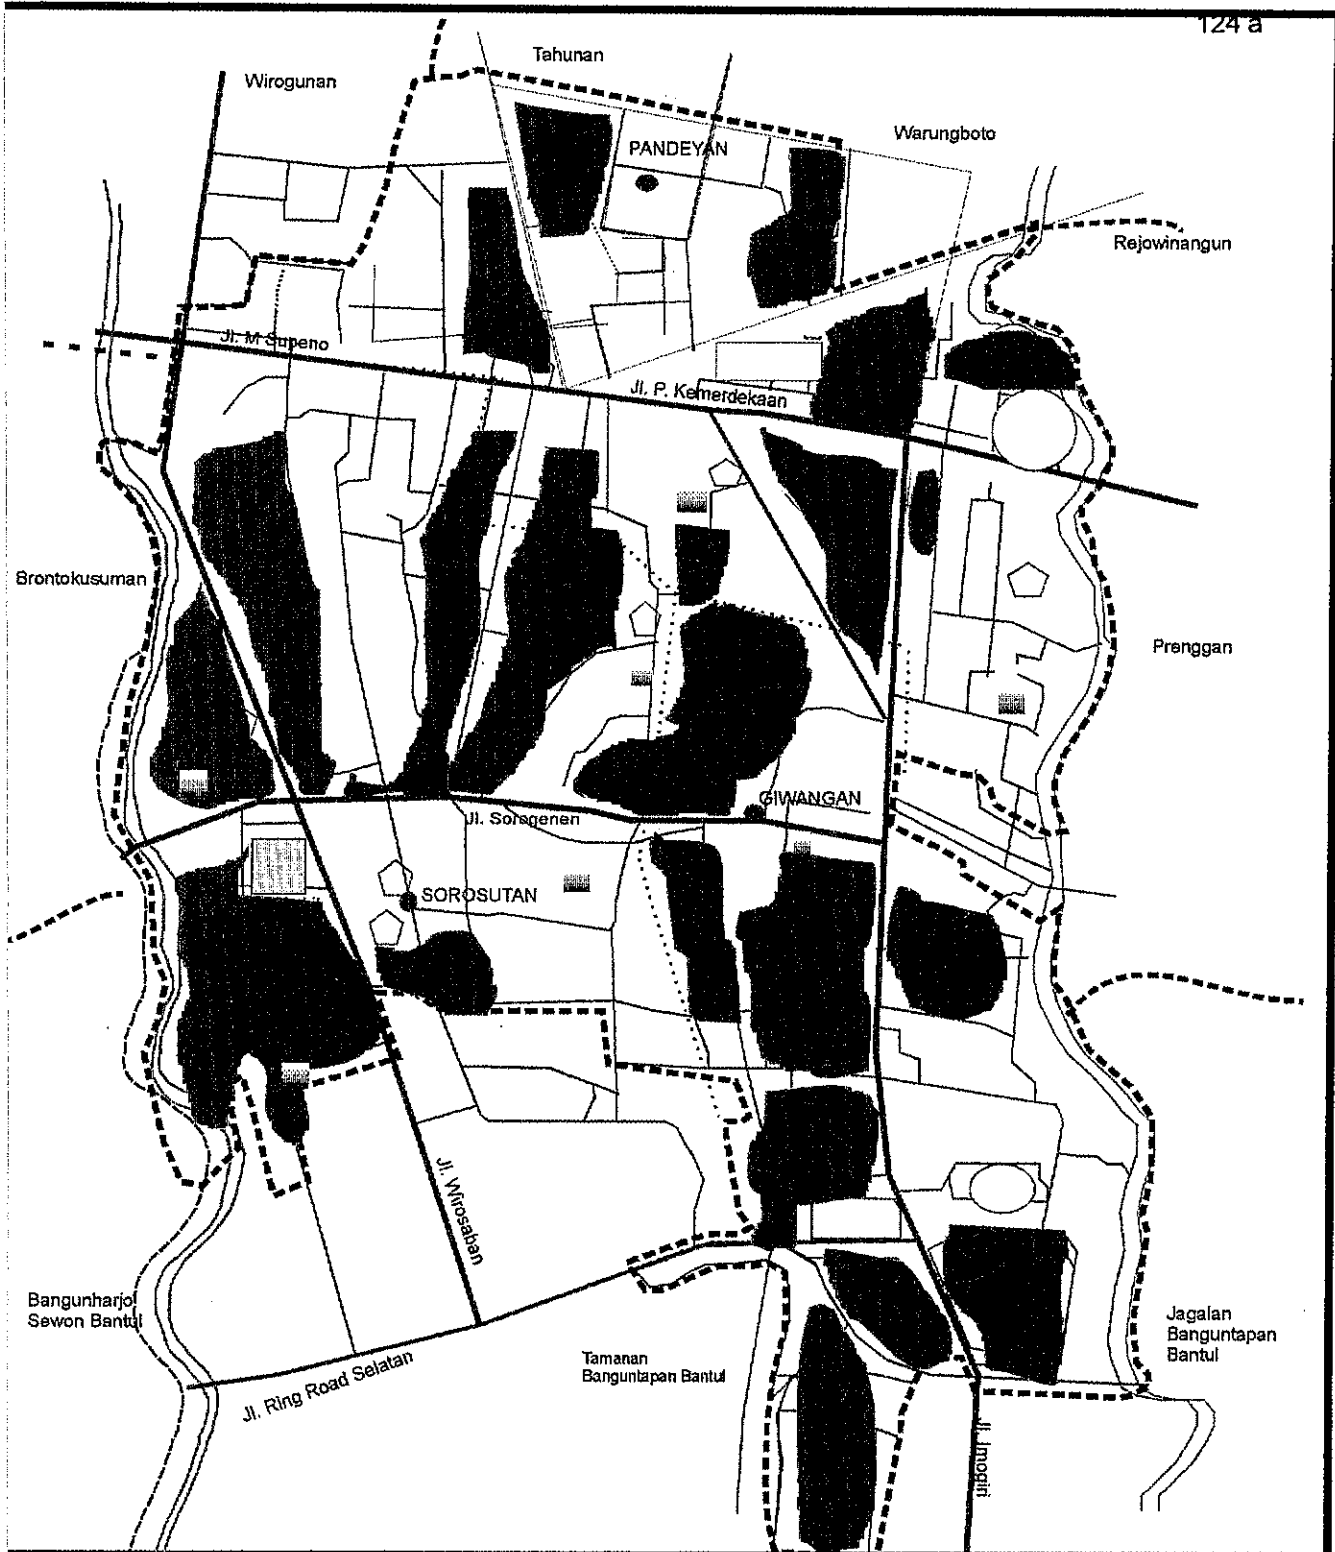 124 a
Tahunan
Wirogunan
Warungboto
PANDEYAN
Rejowinangun
Jl. M Supeno
Jl. P. Kemerdekaan
Brontokusuman
Prenggan
GIWANGAN
Jl. Sorogenen
SOROSUTAN
Jl. Wirosaban
Bangunharjo
Sewon Bantul
Jagalan
Banguntapan
Bantul
Tamanan
Banguntapan Bantul
Jl. Ring Road Selatan
Jl. Imogiri